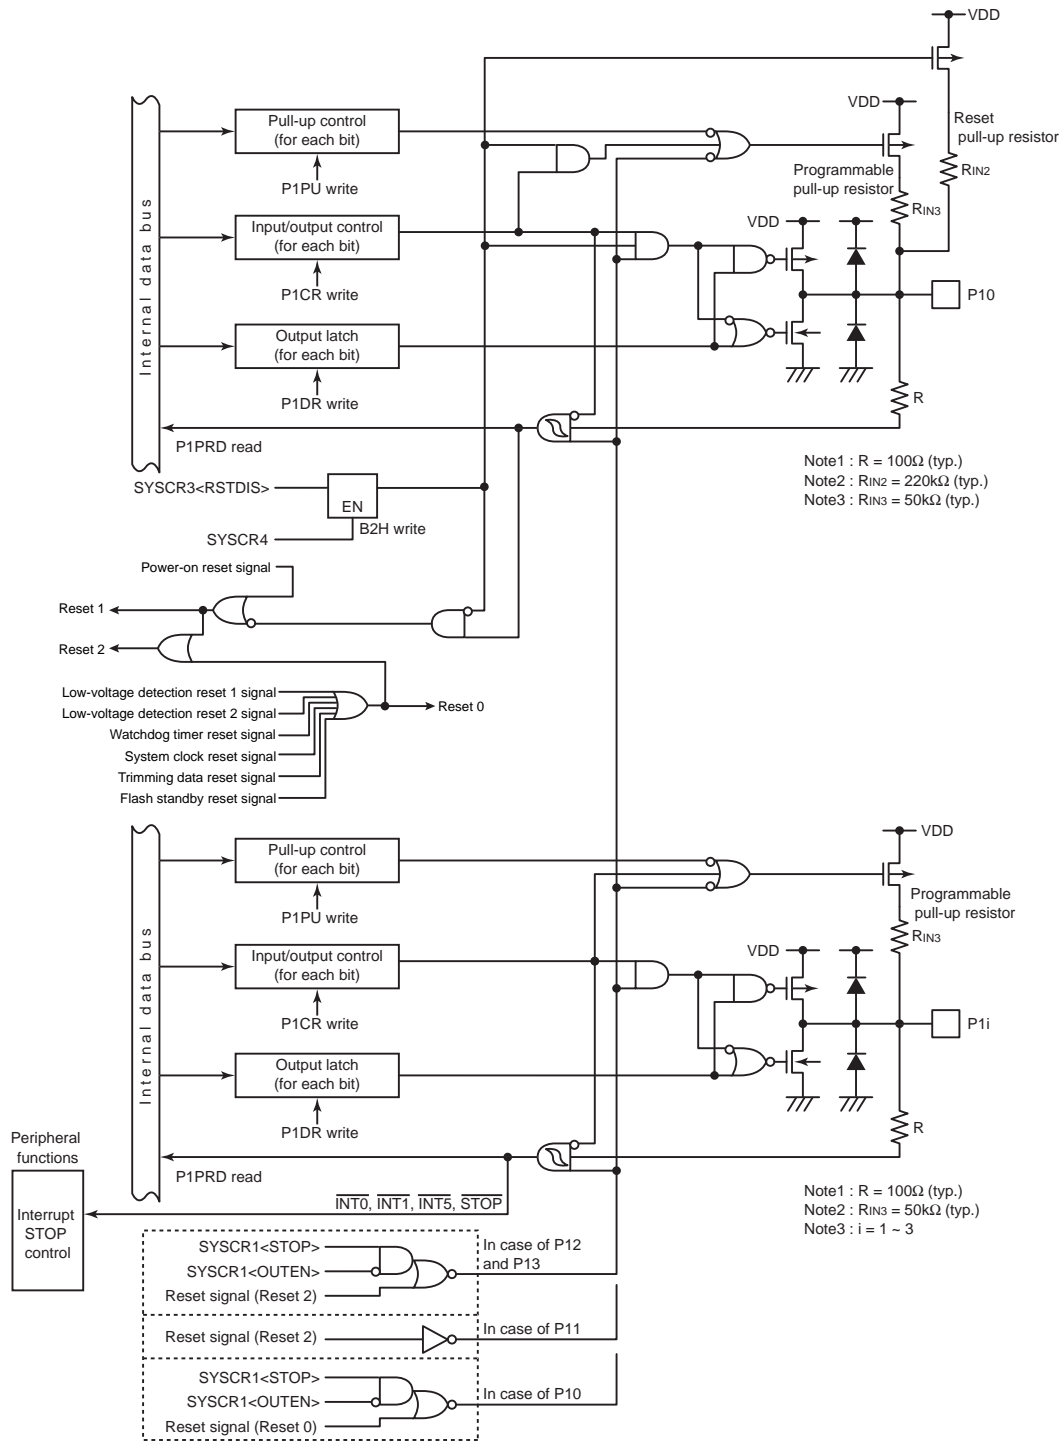 VDD
VDD
Reset
pull-up resistor
Internal data bus
Pull-up control
(for each bit)
P1PU write
Programmable
pull-up resistor
RIN2
RIN3
VDD
Input/output control
(for each bit)
P1CR write
P10
Output latch
(for each bit)
P1DR write
R
P1PRD read
Note1 : R = 100Ω (typ.)
Note2 : RIN2 = 220kΩ (typ.)
Note3 : RIN3 = 50kΩ (typ.)
SYSCR3<RSTDIS>
EN
B2H write
SYSCR4
Power-on reset signal
Reset 1
Reset 2
Low-voltage detection reset 1 signal
Low-voltage detection reset 2 signal
Watchdog timer reset signal
System clock reset signal
Trimming data reset signal
Flash standby reset signal
Reset 0
VDD
Internal data bus
Pull-up control
(for each bit)
P1PU write
Programmable
pull-up resistor
RIN3
VDD
Input/output control
(for each bit)
P1CR write
P1i
Output latch
(for each bit)
P1DR write
R
P1PRD read
Peripheral
functions
Interrupt
STOP
control
INT0, INT1, INT5, STOP
Note1 : R = 100Ω (typ.)
Note2 : RIN3 = 50kΩ (typ.)
Note3 : i = 1 ~ 3
SYSCR1<STOP>
SYSCR1<OUTEN>
Reset signal (Reset 2)
In case of P12
and P13
Reset signal (Reset 2)
In case of P11
SYSCR1<STOP>
SYSCR1<OUTEN>
Reset signal (Reset 0)
In case of P10